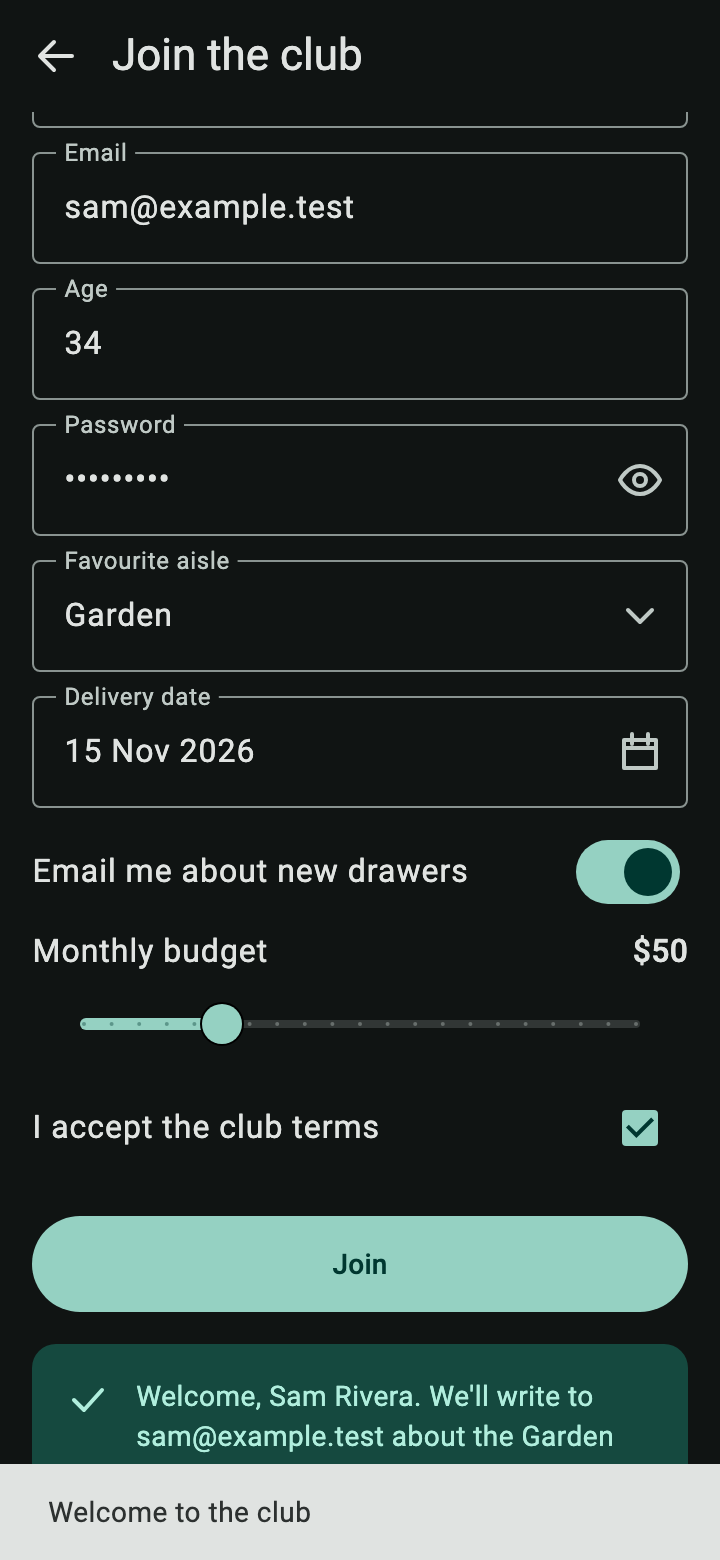 Join the club
Email
sam@example.test
Age
34
Password
•••••••••
Favourite aisle
Garden
Delivery date
15 Nov 2026
Email me about new drawers
Monthly budget
$50
I accept the club terms
Join
Welcome, Sam Rivera. We'll write to
sam@example.test about the Garden
Welcome to the club